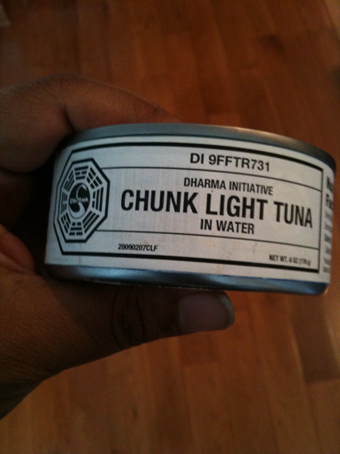 DI 9FFTR731
DHARMA INITIATIVE
CHUNK LIGHT TUNA
IN WATER
20090207CLF
NET WT. 6 OZ (170g)